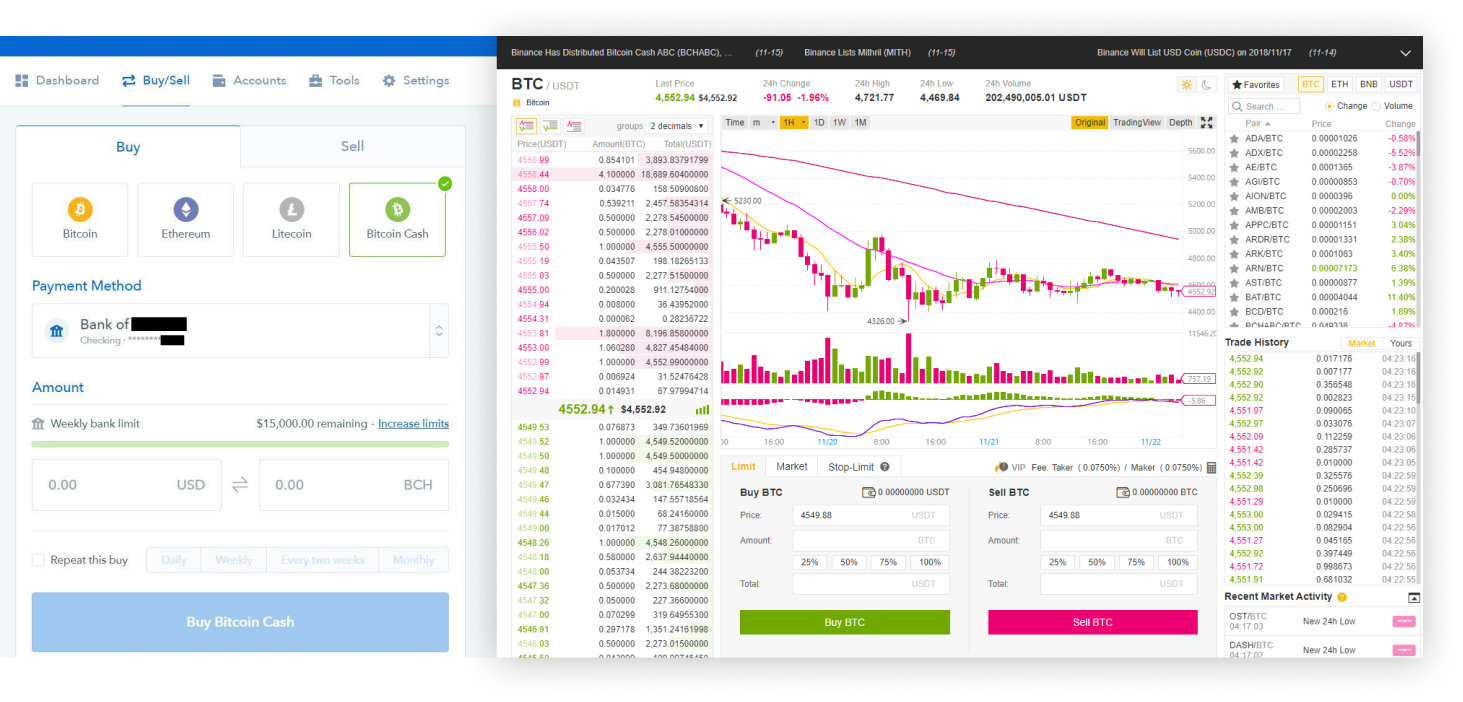 Dashboard Buy/Sell Accounts Tools Settings
Buy Sell
Bitcoin Ethereum Litecoin Bitcoin Cash
Payment Method
Bank of
Checking - ********
Amount
Weekly bank limit $15,000.00 remaining · Increase limits
0.00 USD 0.00 BCH
Repeat this buy Daily Weekly Every two weeks Monthly
Buy Bitcoin Cash
Binance Has Distributed Bitcoin Cash ABC (BCHABC), ... (11-15) Binance Lists Mithril (MITH) (11-15) Binance Will List USD Coin (USDC) on 2018/11/17 (11-14)
BTC / USDT
Bitcoin
Last Price 24h Change 24h High 24h Low 24h Volume
4,552.94 $4,552.92 -91.05 -1.96% 4,721.77 4,469.84 202,490,005.01 USDT
groups 2 decimals
Price(USDT) Amount(BTC) Total(USDT)
4558.99 0.854101 3,893.83791799
4558.44 4.100000 18,689.60400000
4558.00 0.034776 158.50900800
4557.74 0.539211 2,457.58354314
4557.09 0.500000 2,278.54500000
4556.02 0.500000 2,278.01000000
4555.50 1.000000 4,555.50000000
4555.19 0.043507 198.18265133
4555.03 0.500000 2,277.51500000
4555.00 0.200028 911.12754000
4554.94 0.008000 36.43952000
4554.31 0.000062 0.28236722
4553.81 1.800000 8,196.85800000
4553.00 1.060280 4,827.45484000
4552.99 1.000000 4,552.99000000
4552.97 0.006924 31.52476428
4552.94 0.014931 67.97994714
4552.94↑ $4,552.92
4549.53 0.076873 349.73601969
4549.52 1.000000 4,549.52000000
4549.50 1.000000 4,549.50000000
4549.48 0.100000 454.94800000
4549.47 0.677390 3,081.76548330
4549.46 0.032434 147.55718564
4549.44 0.015000 68.24160000
4549.00 0.017012 77.38758800
4548.26 1.000000 4,548.26000000
4548.18 0.580000 2,637.94440000
4548.00 0.053734 244.38223200
4547.36 0.500000 2,273.68000000
4547.32 0.050000 227.36600000
4547.00 0.070299 319.64955300
4546.91 0.297178 1,351.24161998
4546.03 0.500000 2,273.01500000
Time m 1H 1D 1W 1M Original TradingView Depth
5600.00
5400.00
← 5230.00
5200.00
5000.00
4800.00
4552.92
4400.00
4326.00 →
11546.20
757.19
-5.86
16:00 11/20 8:00 16:00 11/21 8:00 16:00 11/22
Limit Market Stop-Limit VIP Fee: Taker ( 0.0750%) / Maker ( 0.0750%)
Buy BTC 0.00000000 USDT
Price: 4549.88 USDT
Amount: BTC
25% 50% 75% 100%
Total: USDT
Buy BTC
Sell BTC 0.00000000 BTC
Price: 4549.88 USDT
Amount: BTC
25% 50% 75% 100%
Total: USDT
Sell BTC
Favorites BTC ETH BNB USDT
Search ... Change Volume
Pair Price Change
ADA/BTC 0.00001026 -0.58%
ADX/BTC 0.00002258 -5.52%
AE/BTC 0.0001365 -3.87%
AGI/BTC 0.00000853 -0.70%
AION/BTC 0.0000396 0.00%
AMB/BTC 0.00002003 -2.29%
APPC/BTC 0.00001151 3.04%
ARDR/BTC 0.00001331 2.38%
ARK/BTC 0.0001063 3.40%
ARN/BTC 0.00007173 6.38%
AST/BTC 0.00000877 1.39%
BAT/BTC 0.00004044 11.40%
BCD/BTC 0.000216 1.89%
BCHABC/BTC 0.049336 -4.87%
Trade History Market Yours
4,552.94 0.017176 04:23:16
4,552.92 0.007177 04:23:16
4,552.90 0.356548 04:23:16
4,552.92 0.002823 04:23:15
4,551.97 0.090065 04:23:10
4,552.97 0.033076 04:23:07
4,552.09 0.112259 04:23:06
4,551.42 0.285737 04:23:06
4,551.42 0.010000 04:23:05
4,552.39 0.325576 04:22:59
4,552.98 0.250696 04:22:59
4,551.29 0.010000 04:22:59
4,553.00 0.029415 04:22:58
4,553.00 0.082904 04:22:56
4,551.27 0.045165 04:22:56
4,552.92 0.397449 04:22:56
4,551.72 0.998673 04:22:56
4,551.91 0.681032 04:22:55
Recent Market Activity
OST/BTC New 24h Low
04:17:03
DASH/BTC New 24h Low
04:17:02